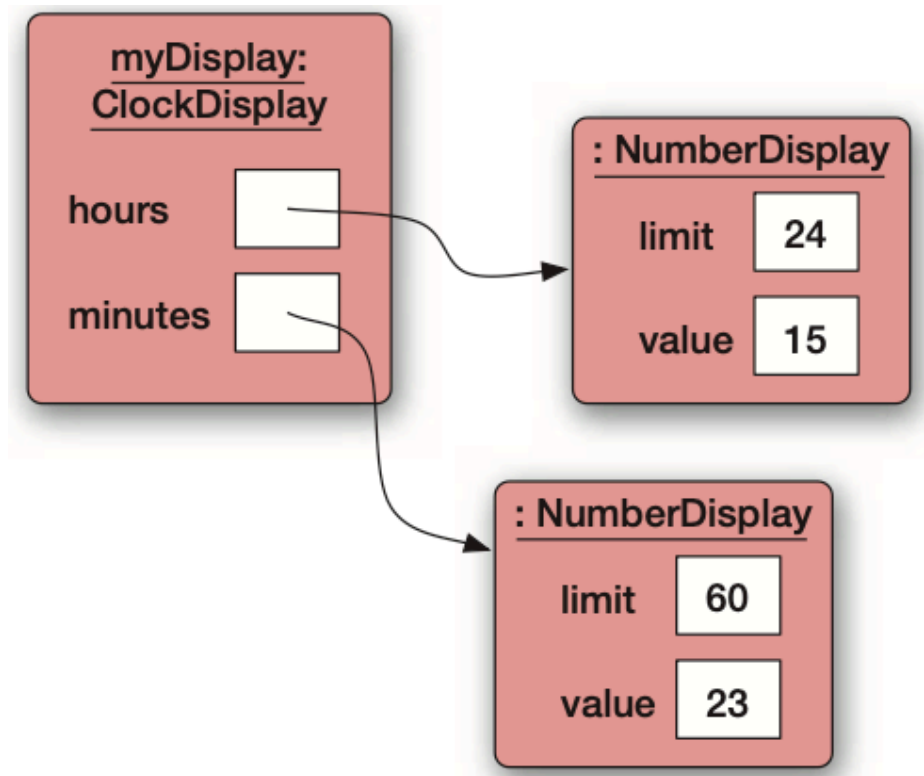 myDisplay:
ClockDisplay
hours
minutes
: NumberDisplay
limit 24
value 15
: NumberDisplay
limit 60
value 23